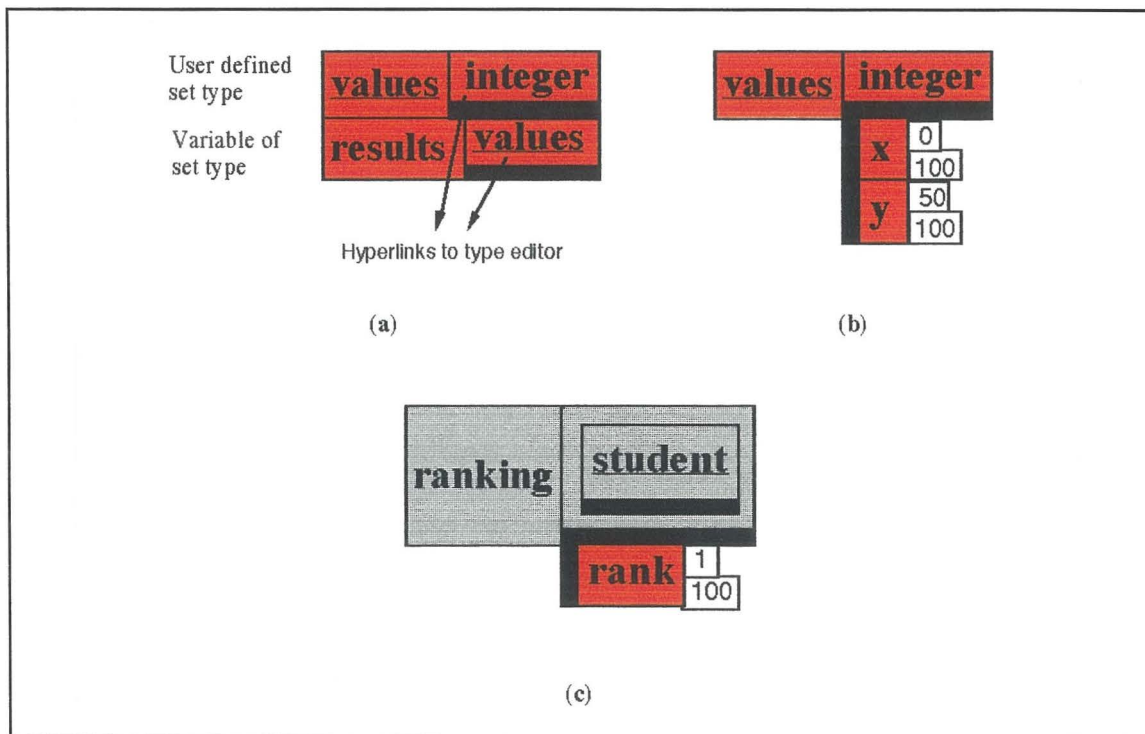 User defined
set type
values
integer
Variable of
set type
results
values
Hyperlinks to type editor
(a)
values
integer
x
0
100
y
50
100
(b)
ranking
student
rank
1
100
(c)